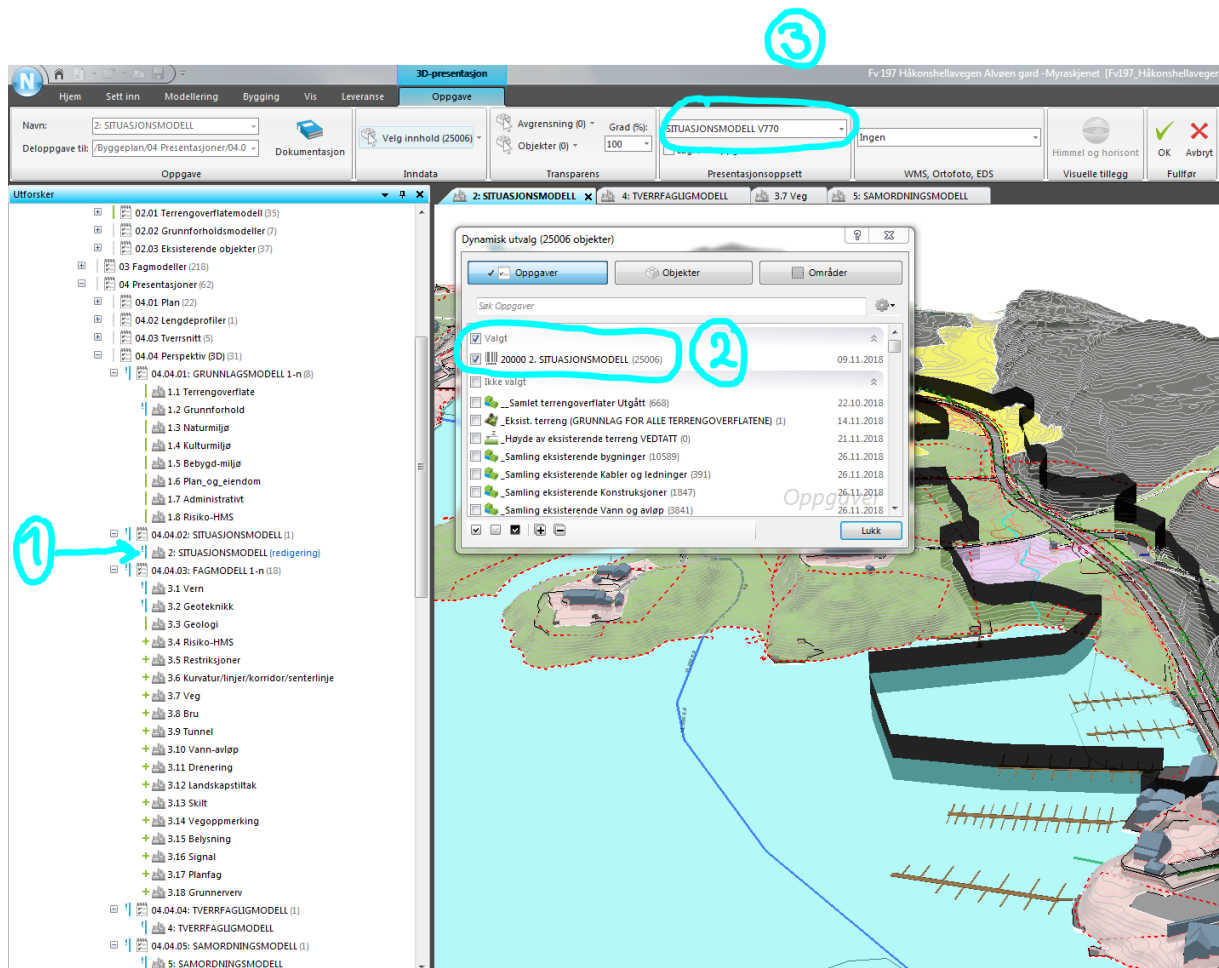 3
N
3D-presentasjon
Fv 197 Håkonshellavegen Alvøen gard -Myraskjenet [Fv197_Håkonshellaveger
Hjem Sett inn Modellering Bygging Vis Leveranse Oppgave
Navn: 2: SITUASJONSMODELL
Deloppgave til: /Byggeplan/04 Presentasjoner/04.0
Dokumentasjon
Oppgave
Velg innhold (25006)
Inndata
Avgrensning (0)
Objekter (0)
Grad (%):
100
Transparens
SITUASJONSMODELL V770
Presentasjonsoppsett
Ingen
WMS, Ortofoto, EDS
Himmel og horisont
Visuelle tillegg
OK Avbryt
Fullfør
Utforsker
02.01 Terrengoverflatemodell (35)
02.02 Grunnforholdsmodeller (7)
02.03 Eksisterende objekter (37)
03 Fagmodeller (218)
04 Presentasjoner (62)
04.01 Plan (22)
04.02 Lengdeprofiler (1)
04.03 Tverrsnitt (5)
04.04 Perspektiv (3D) (31)
04.04.01: GRUNNLAGSMODELL 1-n (8)
1.1 Terrengoverflate
1.2 Grunnforhold
1.3 Naturmiljø
1.4 Kulturmiljø
1.5 Bebygd-miljø
1.6 Plan_og_eiendom
1.7 Administrativt
1.8 Risiko-HMS
04.04.02: SITUASJONSMODELL (1)
1
2: SITUASJONSMODELL (redigering)
04.04.03: FAGMODELL 1-n (18)
3.1 Vern
3.2 Geoteknikk
3.3 Geologi
3.4 Risiko-HMS
3.5 Restriksjoner
3.6 Kurvatur/linjer/korridor/senterlinje
3.7 Veg
3.8 Bru
3.9 Tunnel
3.10 Vann-avløp
3.11 Drenering
3.12 Landskapstiltak
3.13 Skilt
3.14 Vegoppmerking
3.15 Belysning
3.16 Signal
3.17 Planfag
3.18 Grunnerverv
04.04.04: TVERRFAGLIGMODELL (1)
4: TVERRFAGLIGMODELL
04.04.05: SAMORDNINGSMODELL (1)
5: SAMORDNINGSMODELL
2: SITUASJONSMODELL 4: TVERRFAGLIGMODELL 3.7 Veg 5: SAMORDNINGSMODELL
Dynamisk utvalg (25006 objekter)
Oppgaver Objekter Områder
Søk Oppgaver
Valgt
20000 2. SITUASJONSMODELL (25006) 09.11.2018
2
Ikke valgt
__Samlet terrengoverflater Utgått (668) 22.10.2018
_Eksist. terreng (GRUNNLAG FOR ALLE TERRENGOVERFLATENE) (1) 14.11.2018
_Høyde av eksisterende terreng VEDTATT (0) 21.11.2018
_Samling eksisterende bygninger (10589) 26.11.2018
_Samling eksisterende Kabler og ledninger (391) 26.11.2018
_Samling eksisterende Konstruksjoner (1847) 26.11.2018
_Samling eksisterende Vann og avløp (3841) 26.11.2018
Oppgaver
Lukk